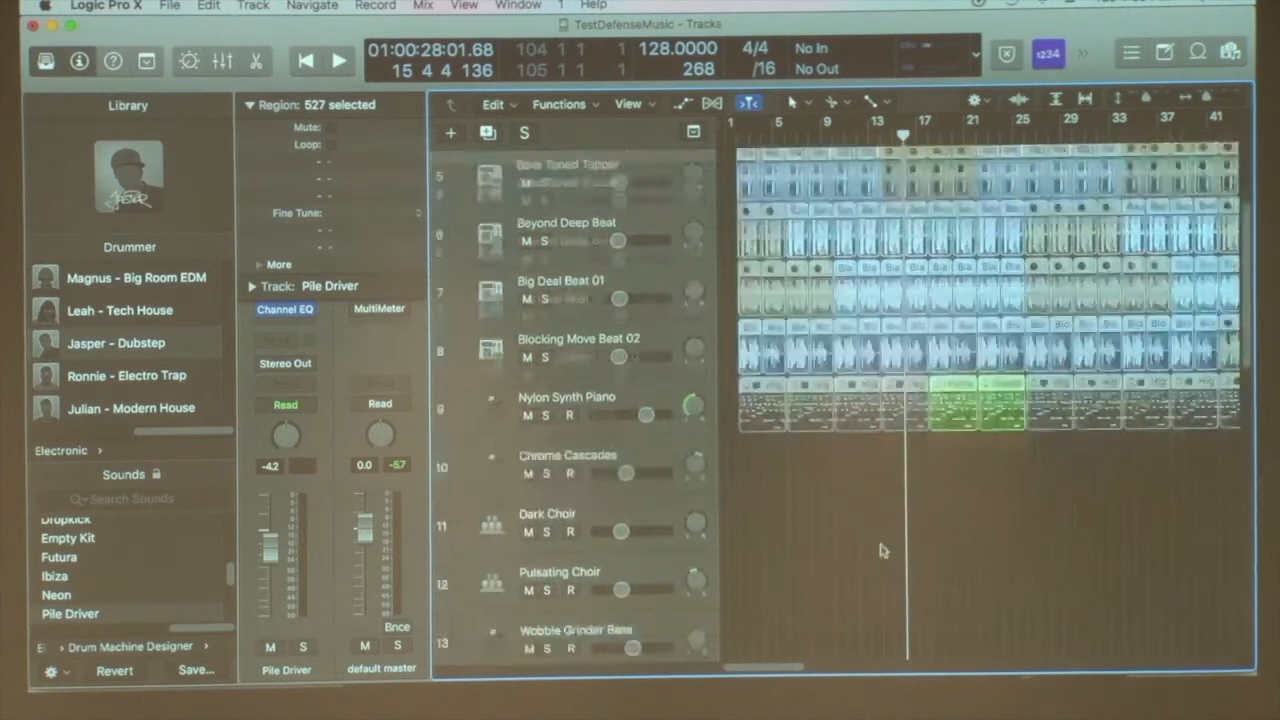 Logic Pro X File Edit Track Navigate Record Mix View Window 1 Help
TestDefenseMusic - Tracks
01:00:28:01.68 104 1 1 1 128.0000 4/4 No In
15 4 4 136 105 1 1 1 268 /16 No Out
1234
Library
Region: 527 selected
Edit Functions View
Mute:
Loop:
Fine Tune:
More
Track: Pile Driver
Channel EQ MultiMeter
Stereo Out
Read Read
-4.2 0.0 -5.7
Bnce
M S M S
Pile Driver default master
Drummer
Magnus - Big Room EDM
Leah - Tech House
Jasper - Dubstep
Ronnie - Electro Trap
Julian - Modern House
Electronic
Sounds
Search Sounds
Dropkick
Empty Kit
Futura
Ibiza
Neon
Pile Driver
Drum Machine Designer
Revert Save...
S
1 5 9 13 17 21 25 29 33 37 41
5
Beyond Deep Beat
6 M S
Big Deal Beat 01
7 M S
Blocking Move Beat 02
8 M S
Nylon Synth Piano
9 M S R
Chrome Cascades
10 M S R
Dark Choir
11 M S R
Pulsating Choir
12 M S R
Wobble Grinder Bass
13 M S R